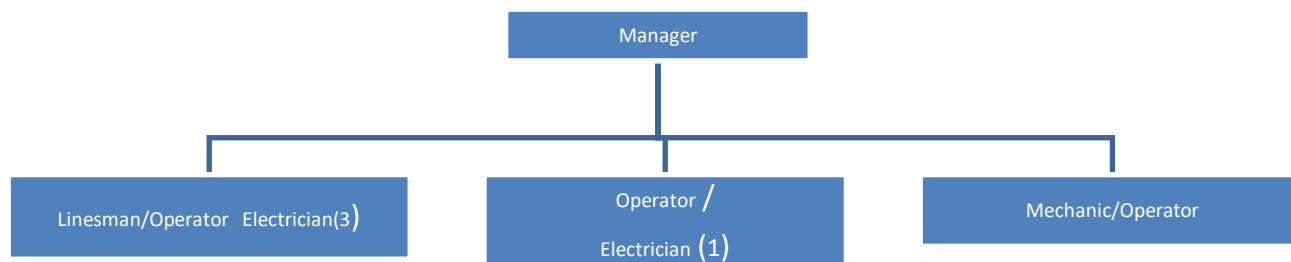 Manager
Linesman/Operator Electrician(3)
Operator /
Electrician (1)
Mechanic/Operator